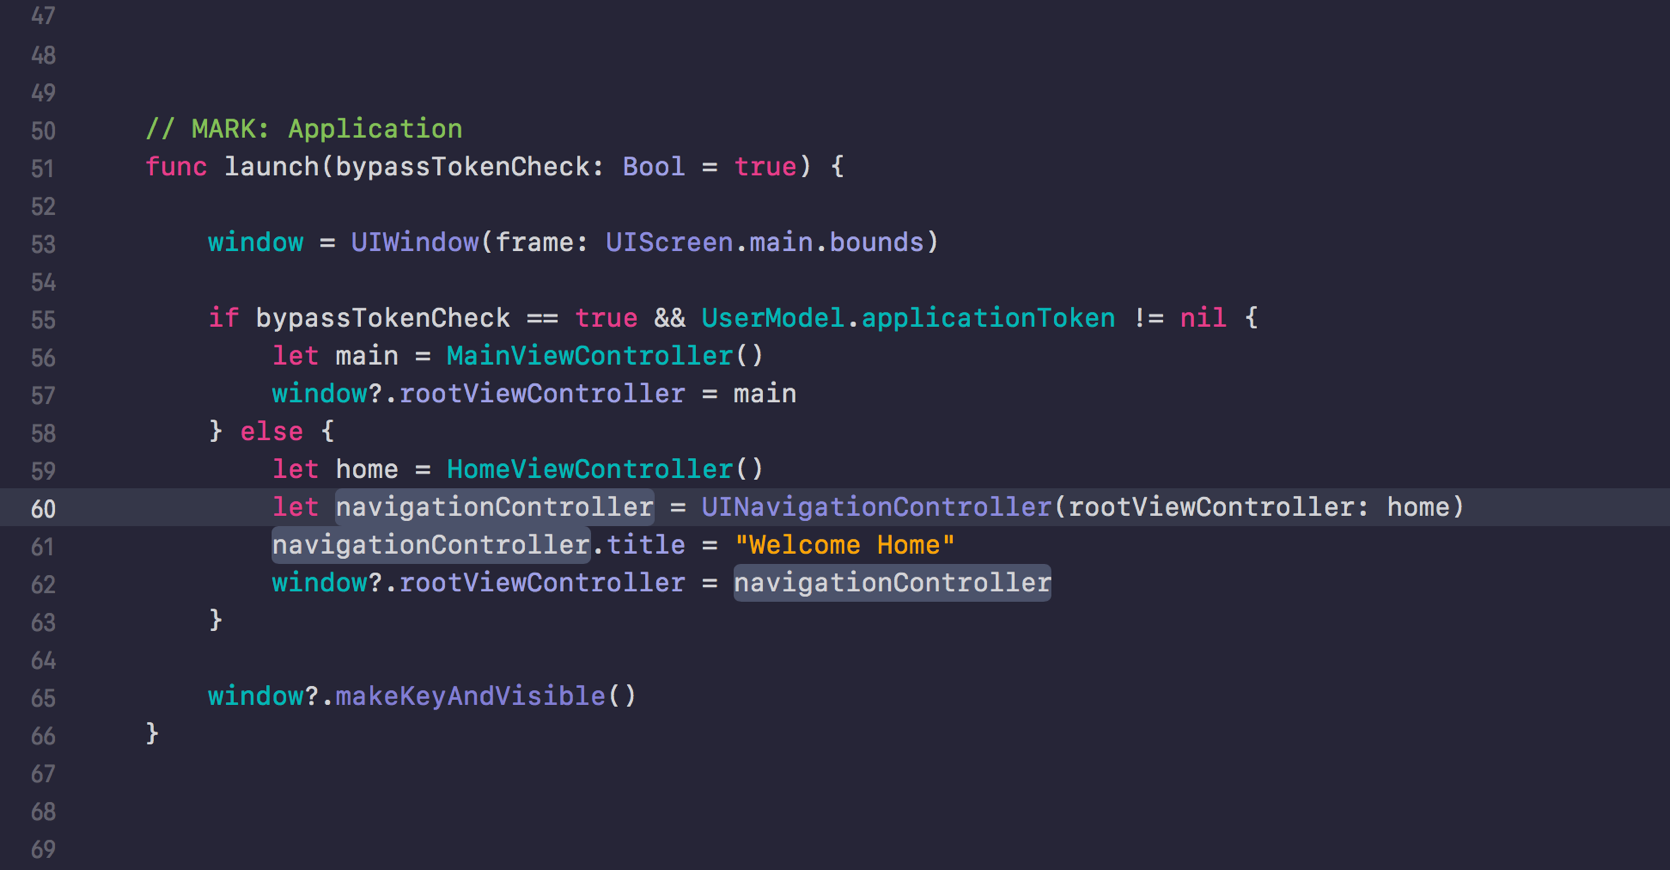 47
48
49
50 // MARK: Application
51 func launch(bypassTokenCheck: Bool = true) {
52
53 window = UIWindow(frame: UIScreen.main.bounds)
54
55 if bypassTokenCheck == true && UserModel.applicationToken != nil {
56 let main = MainViewController()
57 window?.rootViewController = main
58 } else {
59 let home = HomeViewController()
60 let navigationController = UINavigationController(rootViewController: home)
61 navigationController.title = "Welcome Home"
62 window?.rootViewController = navigationController
63 }
64
65 window?.makeKeyAndVisible()
66 }
67
68
69